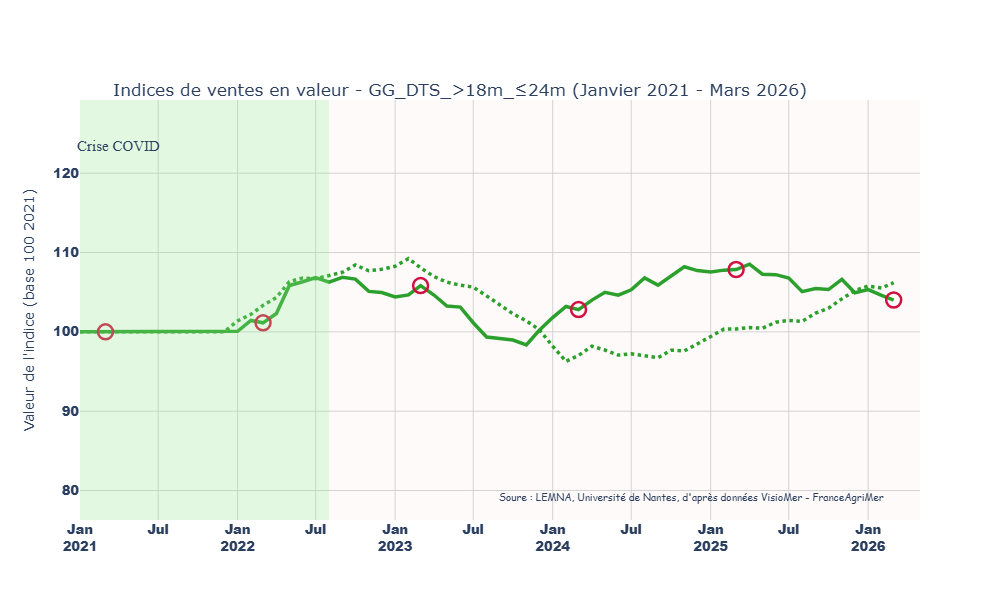 Indices de ventes en valeur - GG_DTS_>18m_≤24m (Janvier 2021 - Mars 2026)
Crise COVID
Valeur de l'indice (base 100 2021)
120
110
100
90
80
Soure : LEMNA, Université de Nantes, d'après données VisioMer - FranceAgriMer
Jan Jul Jan Jul Jan Jul Jan Jul Jan Jul Jan
2021 2022 2023 2024 2025 2026